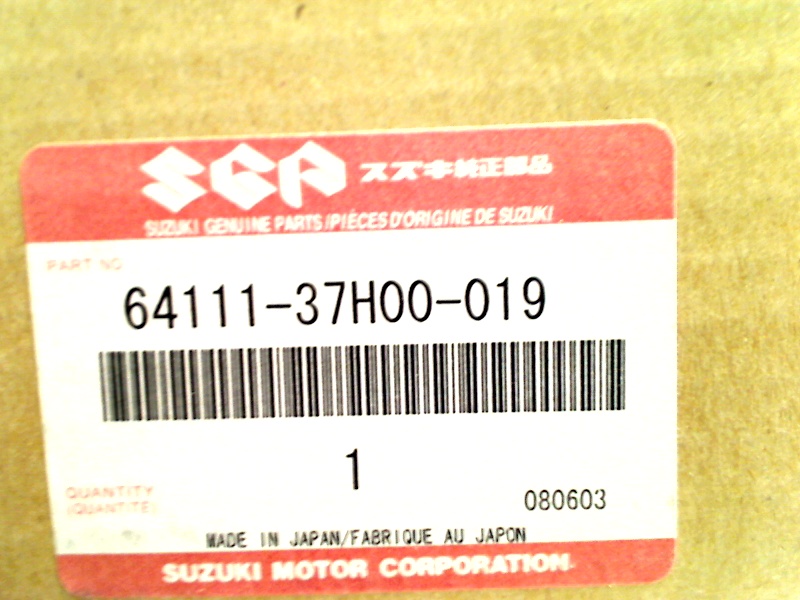 SGP スズキ純正部品
SUZUKI GENUINE PARTS/PIÈCES D'ORIGINE DE SUZUKI
PART NO
64111-37H00-019
1
QUANTITY
(QUANTITÉ)
080603
MADE IN JAPAN/FABRIQUE AU JAPON
SUZUKI MOTOR CORPORATION